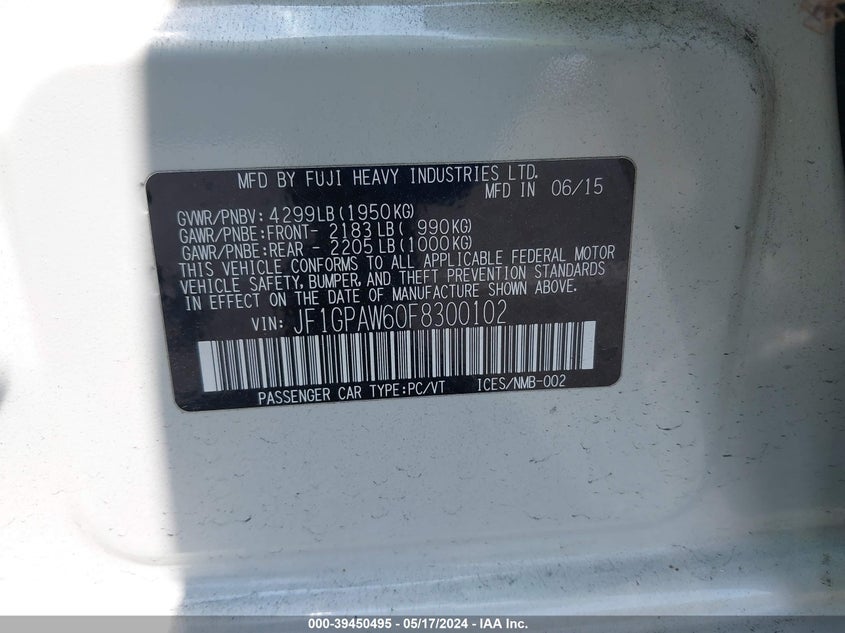 MFD BY FUJI HEAVY INDUSTRIES LTD.
MFD IN 06/15
GVWR/PNBV: 4299LB(1950KG)
GAWR/PNBE:FRONT- 2183 LB( 990KG)
GAWR/PNBE:REAR - 2205 LB(1000KG)
THIS VEHICLE CONFORMS TO ALL APPLICABLE FEDERAL MOTOR
VEHICLE SAFETY, BUMPER, AND THEFT PREVENTION STANDARDS
IN EFFECT ON THE DATE OF MANUFACTURE SHOWN ABOVE.
VIN: JF1GPAW60F8300102
PASSENGER CAR TYPE:PC/VT ICES/NMB-002
000-39450495 - 05/17/2024 - IAA Inc.